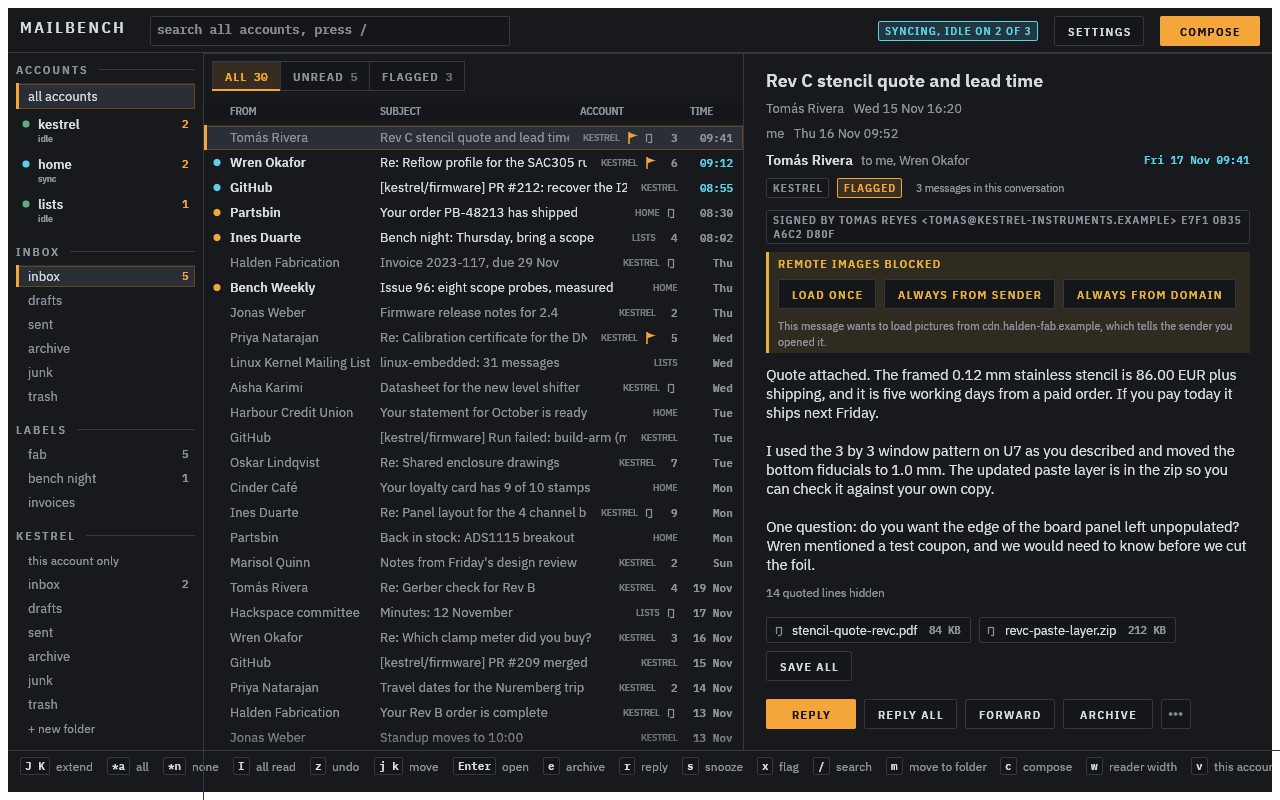 MAILBENCH
search all accounts, press /
SYNCING, IDLE ON 2 OF 3
SETTINGS
COMPOSE
ACCOUNTS
all accounts
kestrel 2
idle
home 2
sync
lists 1
idle
INBOX
inbox 5
drafts
sent
archive
junk
trash
LABELS
fab 5
bench night 1
invoices
KESTREL
this account only
inbox 2
drafts
sent
archive
junk
trash
+ new folder
ALL 30 UNREAD 5 FLAGGED 3
FROM SUBJECT ACCOUNT TIME
Tomás Rivera Rev C stencil quote and lead time KESTREL 3 09:41
Wren Okafor Re: Reflow profile for the SAC305 ru KESTREL 6 09:12
GitHub [kestrel/firmware] PR #212: recover the I2 KESTREL 08:55
Partsbin Your order PB-48213 has shipped HOME 08:30
Ines Duarte Bench night: Thursday, bring a scope LISTS 4 08:02
Halden Fabrication Invoice 2023-117, due 29 Nov KESTREL Thu
Bench Weekly Issue 96: eight scope probes, measured HOME Thu
Jonas Weber Firmware release notes for 2.4 KESTREL 2 Thu
Priya Natarajan Re: Calibration certificate for the DM KESTREL 5 Wed
Linux Kernel Mailing List linux-embedded: 31 messages LISTS Wed
Aisha Karimi Datasheet for the new level shifter KESTREL Wed
Harbour Credit Union Your statement for October is ready HOME Tue
GitHub [kestrel/firmware] Run failed: build-arm (m KESTREL Tue
Oskar Lindqvist Re: Shared enclosure drawings KESTREL 7 Tue
Cinder Café Your loyalty card has 9 of 10 stamps HOME Mon
Ines Duarte Re: Panel layout for the 4 channel b KESTREL 9 Mon
Partsbin Back in stock: ADS1115 breakout HOME Mon
Marisol Quinn Notes from Friday's design review KESTREL 2 Sun
Tomás Rivera Re: Gerber check for Rev B KESTREL 4 19 Nov
Hackspace committee Minutes: 12 November LISTS 17 Nov
Wren Okafor Re: Which clamp meter did you buy? KESTREL 3 16 Nov
GitHub [kestrel/firmware] PR #209 merged KESTREL 15 Nov
Priya Natarajan Travel dates for the Nuremberg trip KESTREL 2 14 Nov
Halden Fabrication Your Rev B order is complete KESTREL 13 Nov
Jonas Weber Standup moves to 10:00 KESTREL 13 Nov
Rev C stencil quote and lead time
Tomás Rivera Wed 15 Nov 16:20
me Thu 16 Nov 09:52
Tomás Rivera to me, Wren Okafor Fri 17 Nov 09:41
KESTREL FLAGGED 3 messages in this conversation
SIGNED BY TOMAS REYES <TOMAS@KESTREL-INSTRUMENTS.EXAMPLE> E7F1 0B35
A6C2 D80F
REMOTE IMAGES BLOCKED
LOAD ONCE ALWAYS FROM SENDER ALWAYS FROM DOMAIN
This message wants to load pictures from cdn.halden-fab.example, which tells the sender you
opened it.
Quote attached. The framed 0.12 mm stainless stencil is 86.00 EUR plus
shipping, and it is five working days from a paid order. If you pay today it
ships next Friday.
I used the 3 by 3 window pattern on U7 as you described and moved the
bottom fiducials to 1.0 mm. The updated paste layer is in the zip so you
can check it against your own copy.
One question: do you want the edge of the board panel left unpopulated?
Wren mentioned a test coupon, and we would need to know before we cut
the foil.
14 quoted lines hidden
stencil-quote-revc.pdf 84 KB revc-paste-layer.zip 212 KB
SAVE ALL
REPLY REPLY ALL FORWARD ARCHIVE •••
J K extend *a all *n none I all read z undo j k move Enter open e archive r reply s snooze x flag / search m move to folder c compose w reader width v this accoun